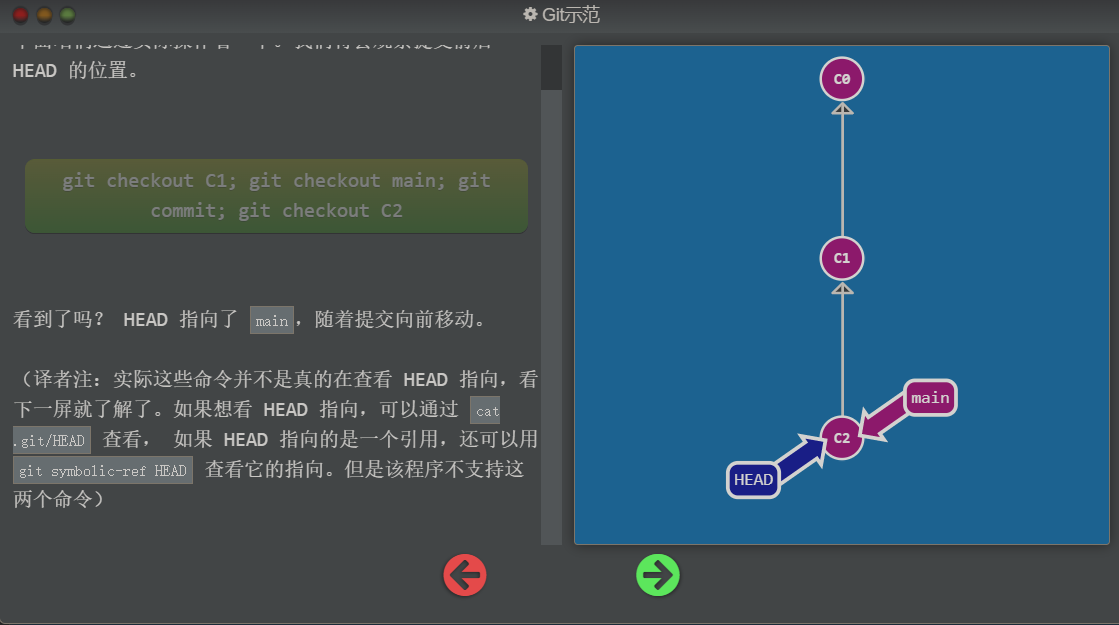 Git示范
HEAD 的位置。
git checkout C1; git checkout main; git
commit; git checkout C2
看到了吗? HEAD 指向了 main，随着提交向前移动。
（译者注：实际这些命令并不是真的在查看 HEAD 指向，看
下一屏就了解了。如果想看 HEAD 指向，可以通过 cat
.git/HEAD 查看， 如果 HEAD 指向的是一个引用，还可以用
git symbolic-ref HEAD 查看它的指向。但是该程序不支持这
两个命令）
C0
C1
main
C2
HEAD